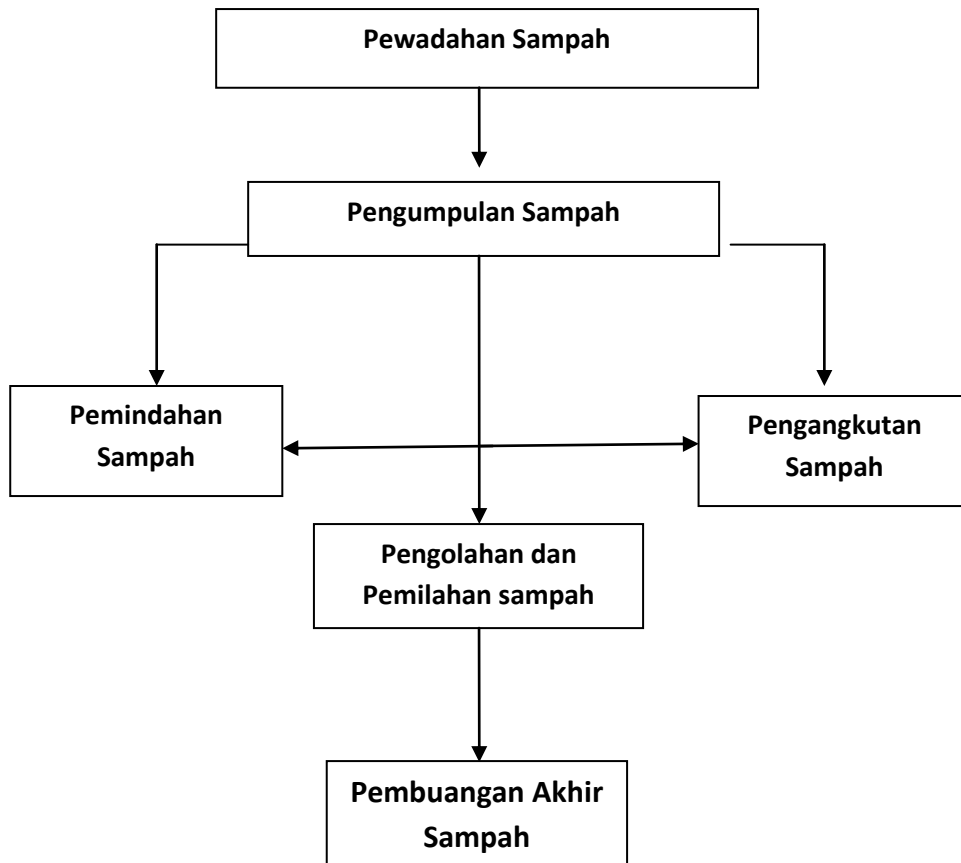 Pewadahan Sampah
Pengumpulan Sampah
Pemindahan
Sampah
Pengangkutan
Sampah
Pengolahan dan
Pemilahan sampah
Pembuangan Akhir
Sampah